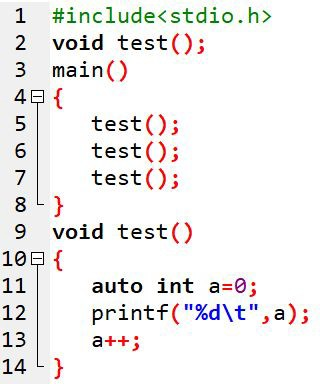 1 #include<stdio.h>
2 void test();
3 main()
4 {
5 test();
6 test();
7 test();
8 }
9 void test()
10 {
11 auto int a=0;
12 printf("%d\t",a);
13 a++;
14 }